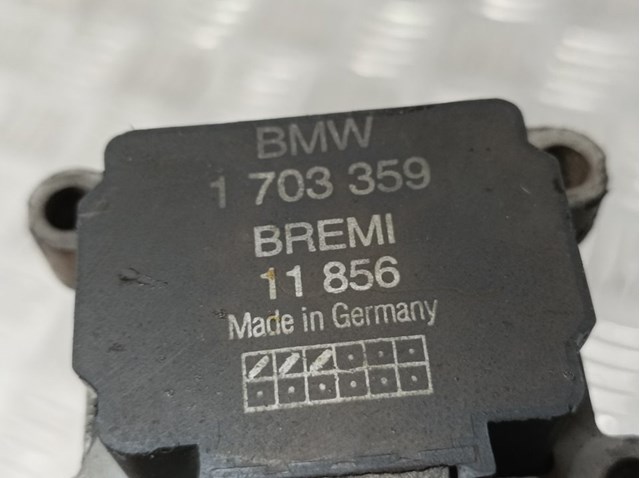 BMW
1 703 359
BREMI
11 856
Made in Germany